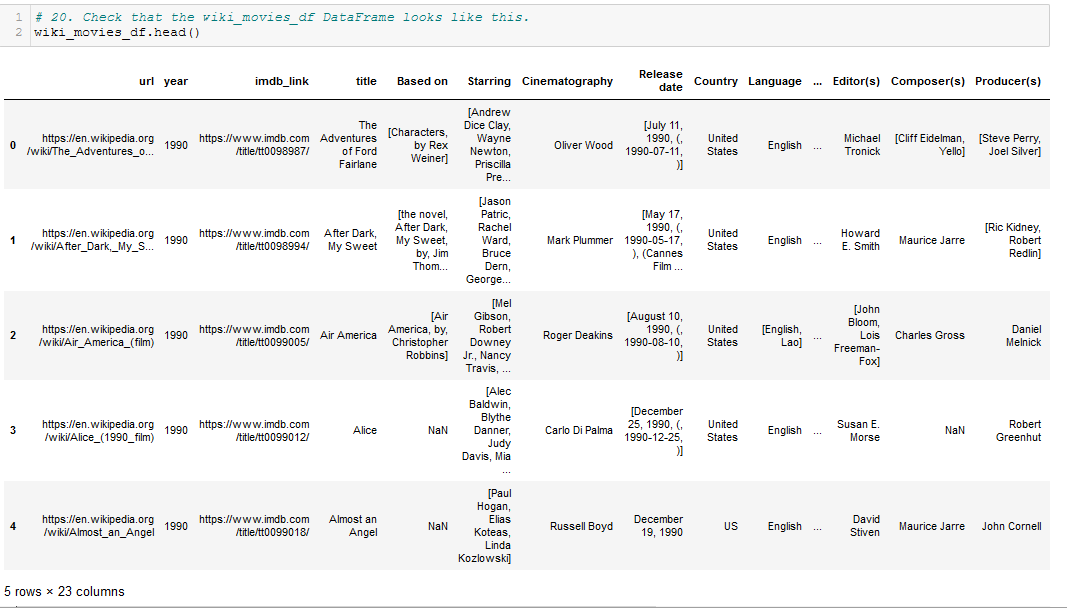 1 # 20. Check that the wiki_movies_df DataFrame looks like this.
2 wiki_movies_df.head()
url year imdb_link title Based on Starring Cinematography Release date Country Language ... Editor(s) Composer(s) Producer(s)
0 https://en.wikipedia.org/wiki/The_Adventures_o... 1990 https://www.imdb.com/title/tt0098987/ The Adventures of Ford Fairlane [Characters, by Rex Weiner] [Andrew Dice Clay, Wayne Newton, Priscilla Pre... Oliver Wood [July 11, 1990, (, 1990-07-11, )] United States English ... Michael Tronick [Cliff Eidelman, Yello] [Steve Perry, Joel Silver]
1 https://en.wikipedia.org/wiki/After_Dark,_My_S... 1990 https://www.imdb.com/title/tt0098994/ After Dark, My Sweet [the novel, After Dark, My Sweet, by, Jim Thom... [Jason Patric, Rachel Ward, Bruce Dern, George... Mark Plummer [May 17, 1990, (, 1990-05-17, ), (Cannes Film ... United States English ... Howard E. Smith Maurice Jarre [Ric Kidney, Robert Redlin]
2 https://en.wikipedia.org/wiki/Air_America_(film) 1990 https://www.imdb.com/title/tt0099005/ Air America [Air America, by, Christopher Robbins] [Mel Gibson, Robert Downey Jr., Nancy Travis, ... Roger Deakins [August 10, 1990, (, 1990-08-10, )] United States [English, Lao] ... [John Bloom, Lois Freeman-Fox] Charles Gross Daniel Melnick
3 https://en.wikipedia.org/wiki/Alice_(1990_film) 1990 https://www.imdb.com/title/tt0099012/ Alice NaN [Alec Baldwin, Blythe Danner, Judy Davis, Mia ... Carlo Di Palma [December 25, 1990, (, 1990-12-25, )] United States English ... Susan E. Morse NaN Robert Greenhut
4 https://en.wikipedia.org/wiki/Almost_an_Angel 1990 https://www.imdb.com/title/tt0099018/ Almost an Angel NaN [Paul Hogan, Elias Koteas, Linda Kozlowski] Russell Boyd December 19, 1990 US English ... David Stiven Maurice Jarre John Cornell
5 rows × 23 columns